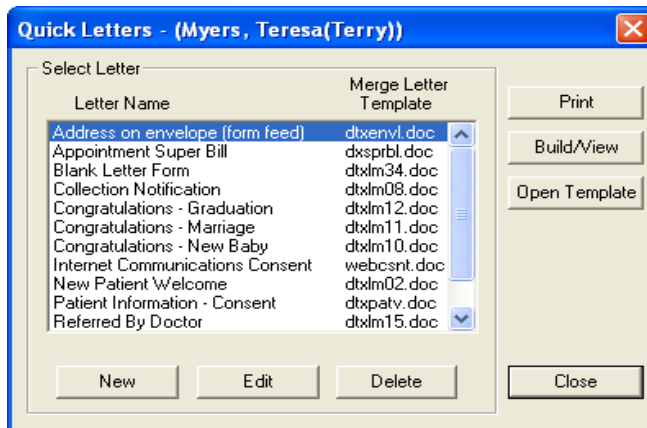 Quick Letters - (Myers, Teresa(Terry))
Select Letter
Letter Name
Merge Letter
Template
Address on envelope (form feed) dtxenvl.doc
Appointment Super Bill dxsprbl.doc
Blank Letter Form dtxlm34.doc
Collection Notification dtxlm08.doc
Congratulations - Graduation dtxlm12.doc
Congratulations - Marriage dtxlm11.doc
Congratulations - New Baby dtxlm10.doc
Internet Communications Consent webcsnt.doc
New Patient Welcome dtxlm02.doc
Patient Information - Consent dtxpatv.doc
Referred By Doctor dtxlm15.doc
Print
Build/View
Open Template
New Edit Delete Close